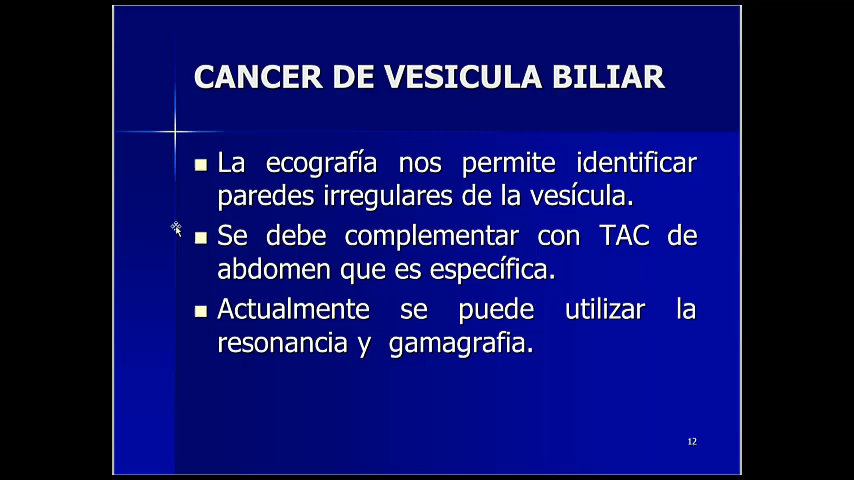 CANCER DE VESICULA BILIAR
La ecografía nos permite identificar
paredes irregulares de la vesícula.
Se debe complementar con TAC de
abdomen que es específica.
Actualmente se puede utilizar la
resonancia y gamagrafia.
12